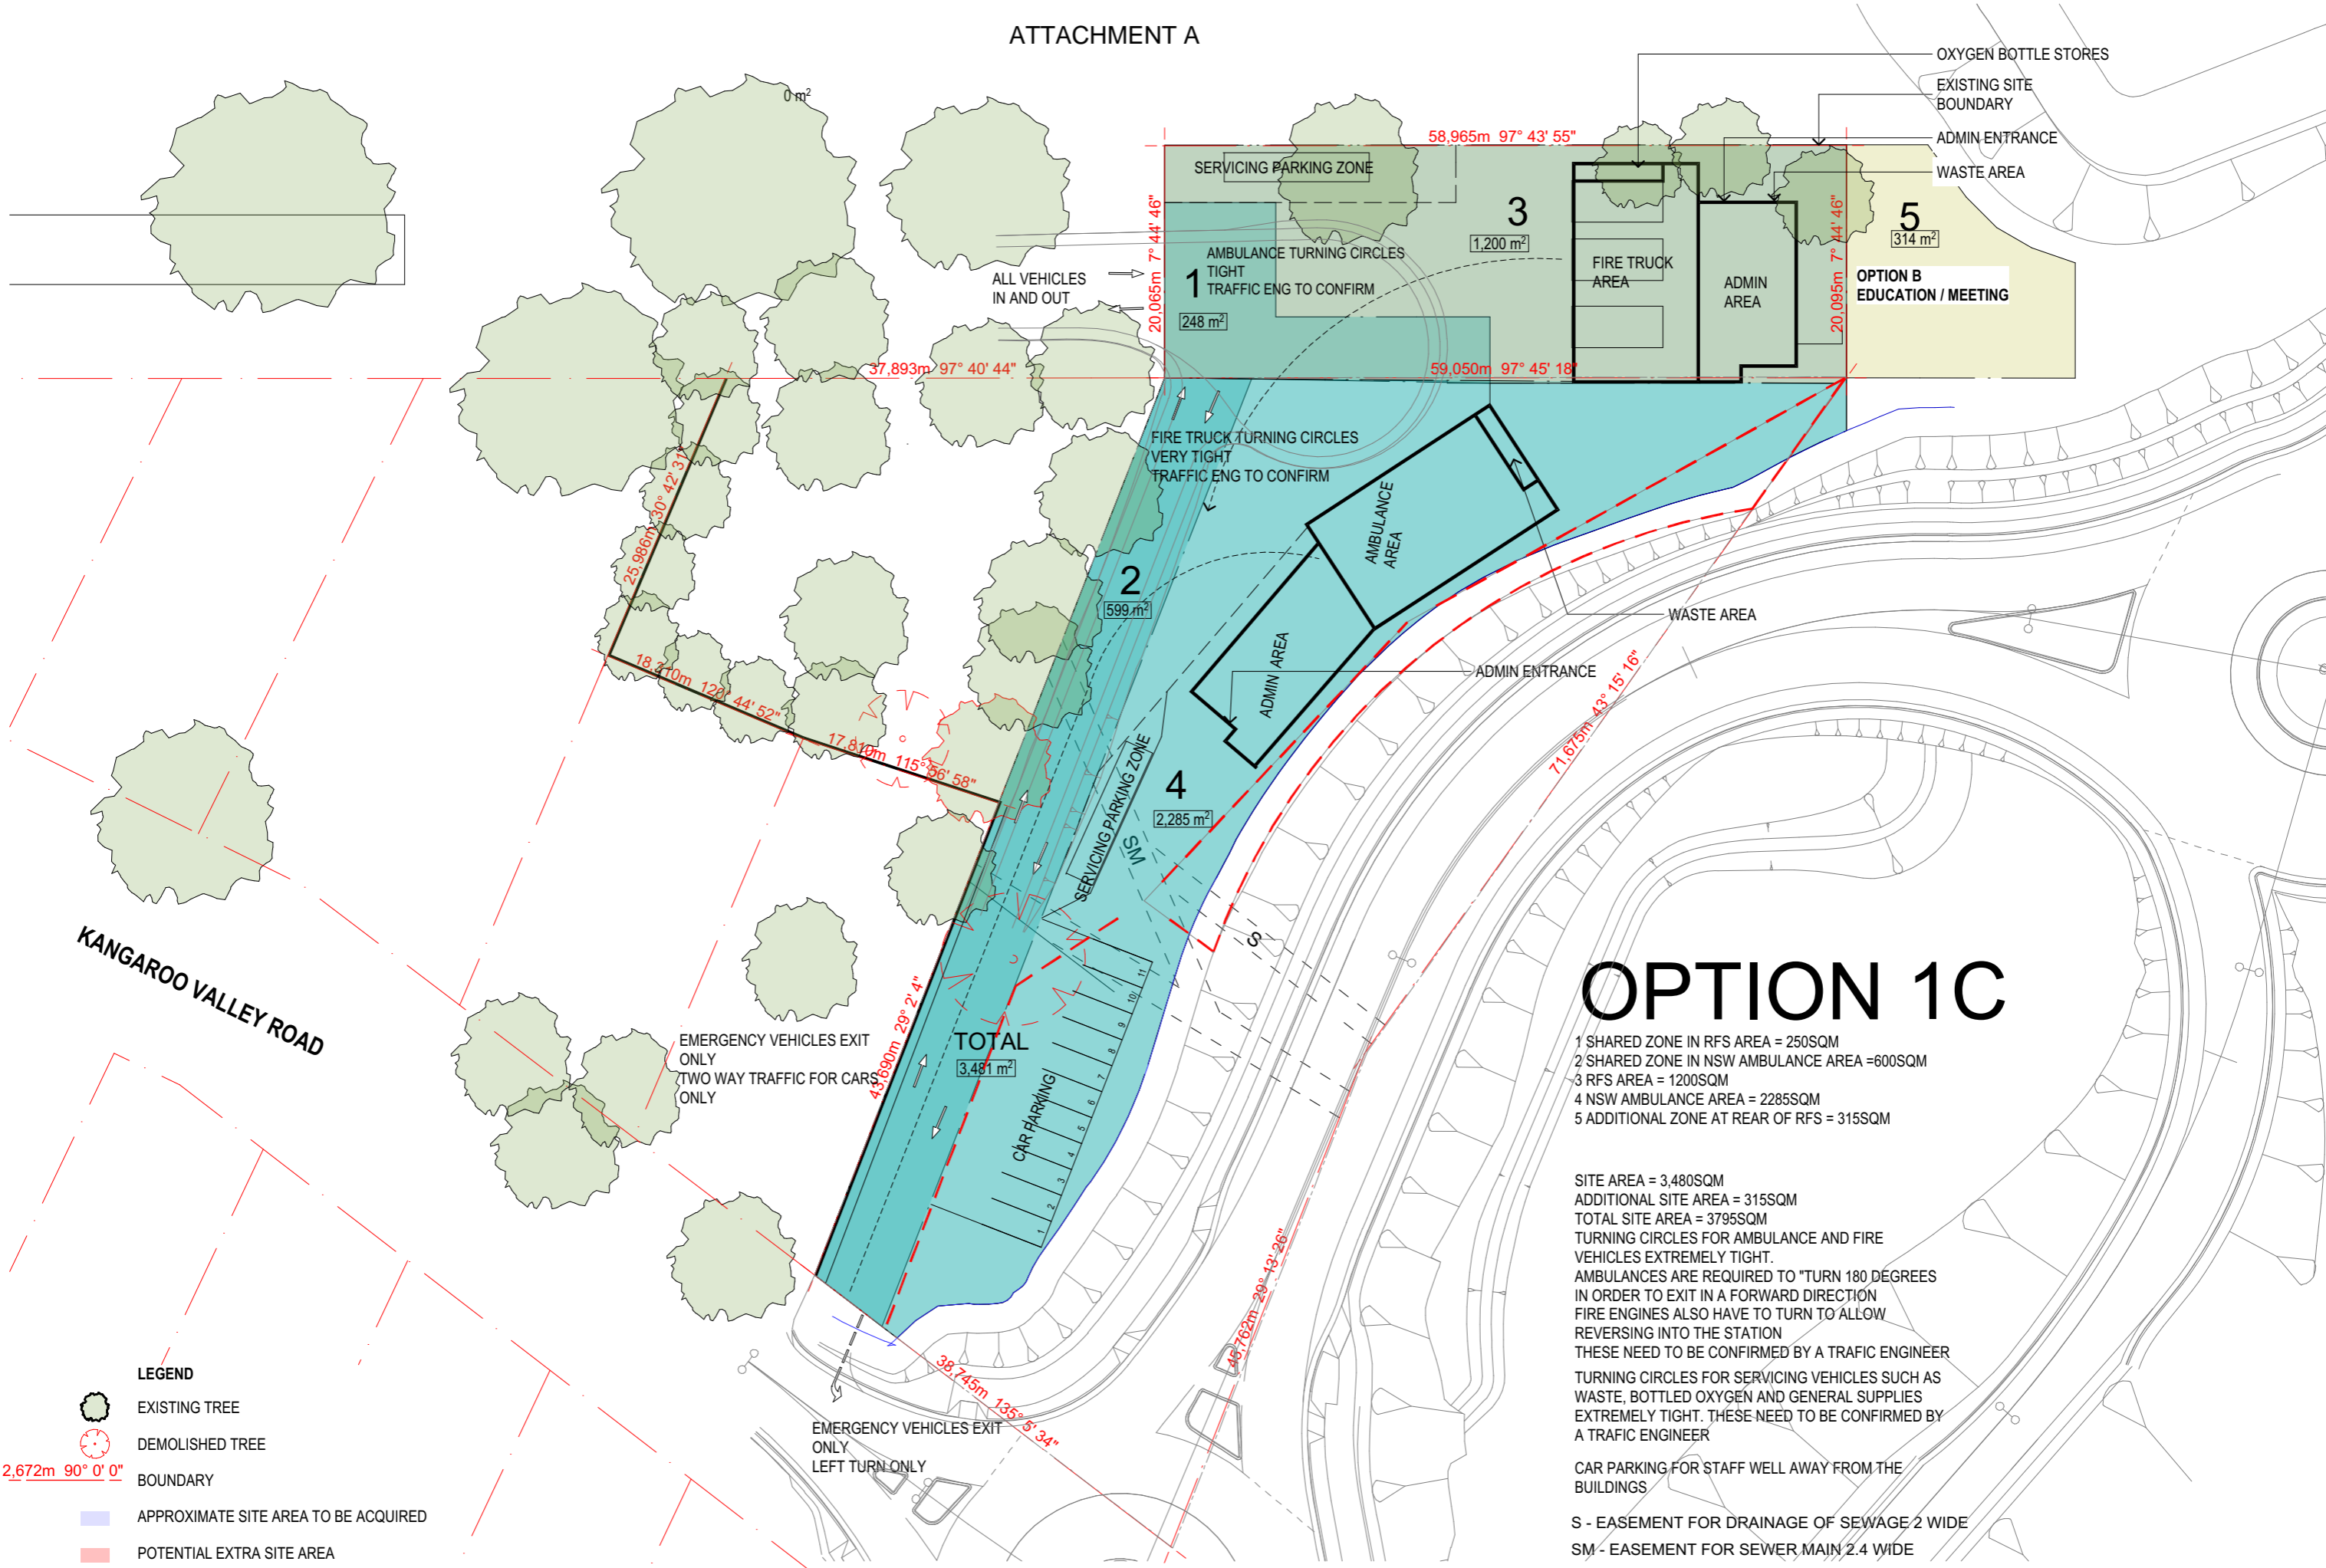 ATTACHMENT A
0 m²
OXYGEN BOTTLE STORES
EXISTING SITE
BOUNDARY
ADMIN ENTRANCE
WASTE AREA
58,965m 97° 43' 55"
SERVICING PARKING ZONE
20,065m 7° 44' 46"
3
1,200 m²
5
314 m²
20,095m 7° 44' 46"
OPTION B
EDUCATION / MEETING
AMBULANCE TURNING CIRCLES
TIGHT
TRAFFIC ENG TO CONFIRM
1
248 m²
ALL VEHICLES
IN AND OUT
FIRE TRUCK
AREA
ADMIN
AREA
37,893m 97° 40' 44"
59,050m 97° 45' 18"
FIRE TRUCK TURNING CIRCLES
VERY TIGHT
TRAFFIC ENG TO CONFIRM
25,986m 30° 42' 31"
AMBULANCE
AREA
2
599 m²
WASTE AREA
ADMIN AREA
ADMIN ENTRANCE
18,210m 120° 44' 52"
17,810m 115° 56' 58"
71,675m 43° 15' 16"
SERVICING PARKING ZONE
4
2,285 m²
SM
S
KANGAROO VALLEY ROAD
43,690m 29° 2' 4"
EMERGENCY VEHICLES EXIT
ONLY
TWO WAY TRAFFIC FOR CARS
ONLY
TOTAL
3,481 m²
CAR PARKING
11
10
9
8
7
6
5
4
3
2
1
45,762m 29° 13' 26"
38,745m 135° 5' 34"
EMERGENCY VEHICLES EXIT
ONLY
LEFT TURN ONLY
OPTION 1C
1 SHARED ZONE IN RFS AREA = 250SQM
2 SHARED ZONE IN NSW AMBULANCE AREA =600SQM
3 RFS AREA = 1200SQM
4 NSW AMBULANCE AREA = 2285SQM
5 ADDITIONAL ZONE AT REAR OF RFS = 315SQM
SITE AREA = 3,480SQM
ADDITIONAL SITE AREA = 315SQM
TOTAL SITE AREA = 3795SQM
TURNING CIRCLES FOR AMBULANCE AND FIRE
VEHICLES EXTREMELY TIGHT.
AMBULANCES ARE REQUIRED TO "TURN 180 DEGREES
IN ORDER TO EXIT IN A FORWARD DIRECTION
FIRE ENGINES ALSO HAVE TO TURN TO ALLOW
REVERSING INTO THE STATION
THESE NEED TO BE CONFIRMED BY A TRAFIC ENGINEER
TURNING CIRCLES FOR SERVICING VEHICLES SUCH AS
WASTE, BOTTLED OXYGEN AND GENERAL SUPPLIES
EXTREMELY TIGHT. THESE NEED TO BE CONFIRMED BY
A TRAFIC ENGINEER
CAR PARKING FOR STAFF WELL AWAY FROM THE
BUILDINGS
S - EASEMENT FOR DRAINAGE OF SEWAGE 2 WIDE
SM - EASEMENT FOR SEWER MAIN 2.4 WIDE
LEGEND
EXISTING TREE
DEMOLISHED TREE
2,672m 90° 0' 0"
BOUNDARY
APPROXIMATE SITE AREA TO BE ACQUIRED
POTENTIAL EXTRA SITE AREA